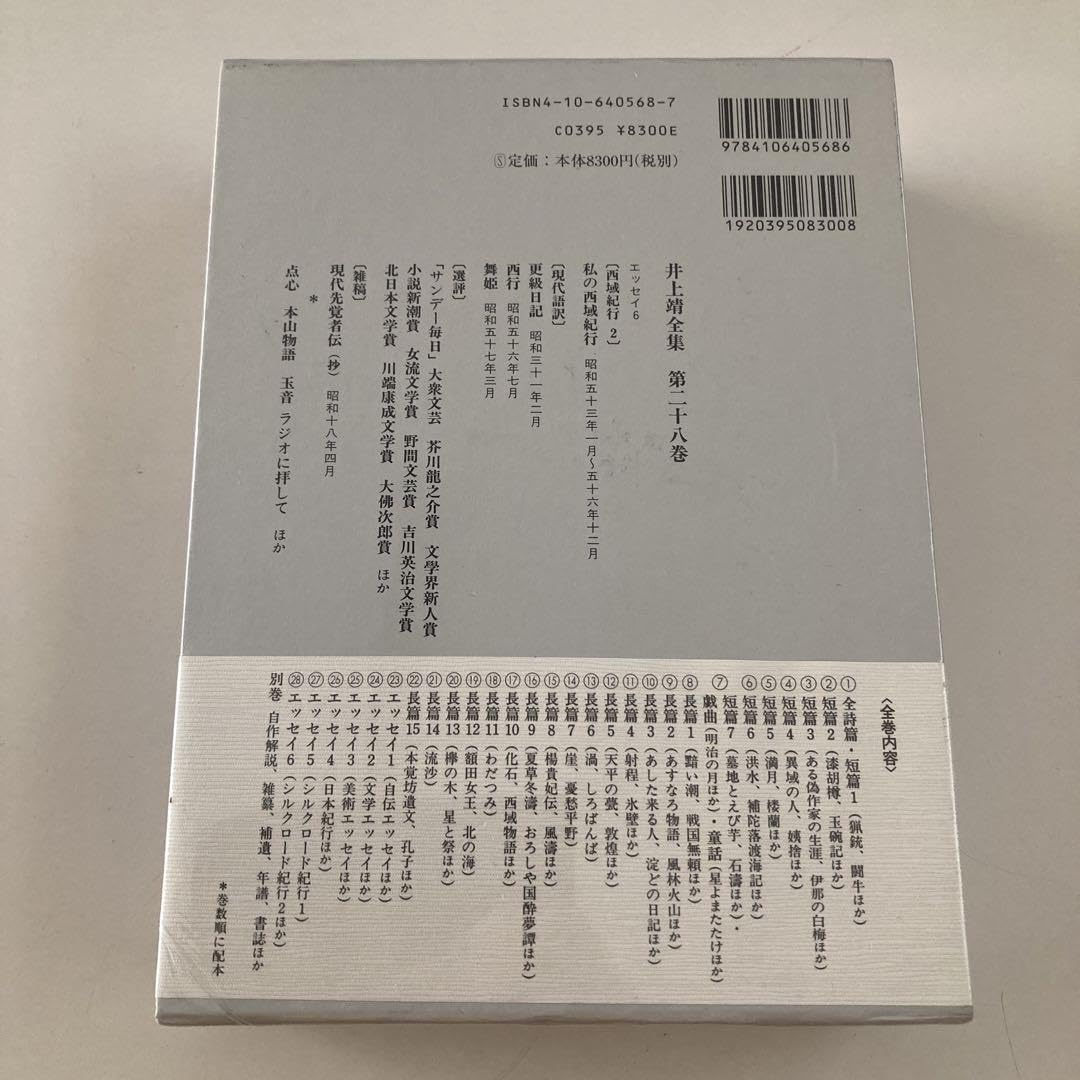 ISBN4-10-640568-7
C0395 ¥8300E
Ⓢ定価：本体8300円（税別）
9784106405686
1920395083008
井上靖全集 第二十八巻
エッセイ6
〔西域紀行 2〕
私の西域紀行 昭和五十三年一月〜五十六年十二月
〔現代語訳〕
更級日記 昭和三十一年二月
西行 昭和五十六年七月
舞姫 昭和五十七年三月
〔選評〕
「サンデー毎日」大衆文芸 芥川龍之介賞 文學界新人賞
小説新潮賞 女流文学賞 野間文芸賞 吉川英治文学賞
北日本文学賞 川端康成文学賞 大佛次郎賞 ほか
〔雑稿〕
現代先覚者伝（抄） 昭和十八年四月
＊
点心 本山物語 玉音ラジオに拝して ほか
〈全巻内容〉
①全詩篇・短篇1（猟銃、闘牛ほか）
②短篇2（漆胡樽、玉碗記ほか）
③短篇3（ある偽作家の生涯、伊那の白梅ほか）
④短篇4（異域の人、姨捨ほか）
⑤短篇5（満月、楼蘭ほか）
⑥短篇6（洪水、補陀落渡海記ほか）
短篇7（墓地とえび芋、石濤ほか）・
⑦戯曲（明治の月ほか）・童話（星よまたたけほか）
⑧長篇1（黯い潮、戦国無頼ほか）
⑨長篇2（あすなろ物語、風林火山ほか）
⑩長篇3（あした来る人、淀どの日記ほか）
⑪長篇4（射程、氷壁ほか）
⑫長篇5（天平の甍、敦煌ほか）
⑬長篇6（渦、しろばんば）
⑭長篇7（崖、憂愁平野）
⑮長篇8（楊貴妃伝、風濤ほか）
⑯長篇9（夏草冬濤、おろしや国酔夢譚ほか）
⑰長篇10（化石、西域物語ほか）
⑱長篇11（わだつみ）
⑲長篇12（額田女王、北の海）
⑳長篇13（欅の木、星と祭ほか）
㉑長篇14（流沙）
㉒長篇15（本覚坊遺文、孔子ほか）
㉓エッセイ1（自伝エッセイほか）
㉔エッセイ2（文学エッセイほか）
㉕エッセイ3（美術エッセイほか）
㉖エッセイ4（日本紀行ほか）
㉗エッセイ5（シルクロード紀行1）
㉘エッセイ6（シルクロード紀行2ほか）
別巻 自作解説、雑纂、補遺、年譜、書誌ほか
＊巻数順に配本